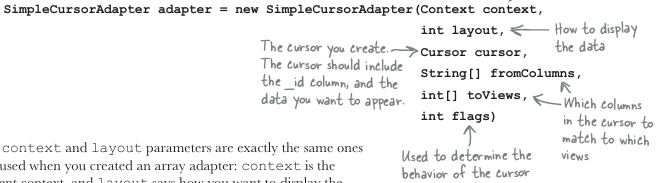 SimpleCursorAdapter adapter = new SimpleCursorAdapter(Context context,
int layout,
How to display
the data
The cursor you create.
The cursor should include
the _id column, and the
data you want to appear.
Cursor cursor,
String[] fromColumns,
int[] toViews,
int flags)
Which columns
in the cursor to
match to which
views
Used to determine the
behavior of the cursor
context and layout parameters are exactly the same ones
used when you created an array adapter: context is the
context, and layout says how you want to display the